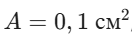 A = 0,1 см²,